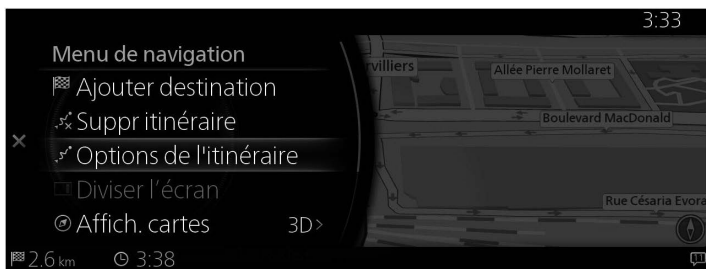 3:33
Menu de navigation
Ajouter destination
Suppr itinéraire
Options de l'itinéraire
Diviser l'écran
Affich. cartes 3D>
2.6 km 3:38
rvilliers
Allée Pierre Mollaret
Boulevard MacDonald
Rue Césaria Evora